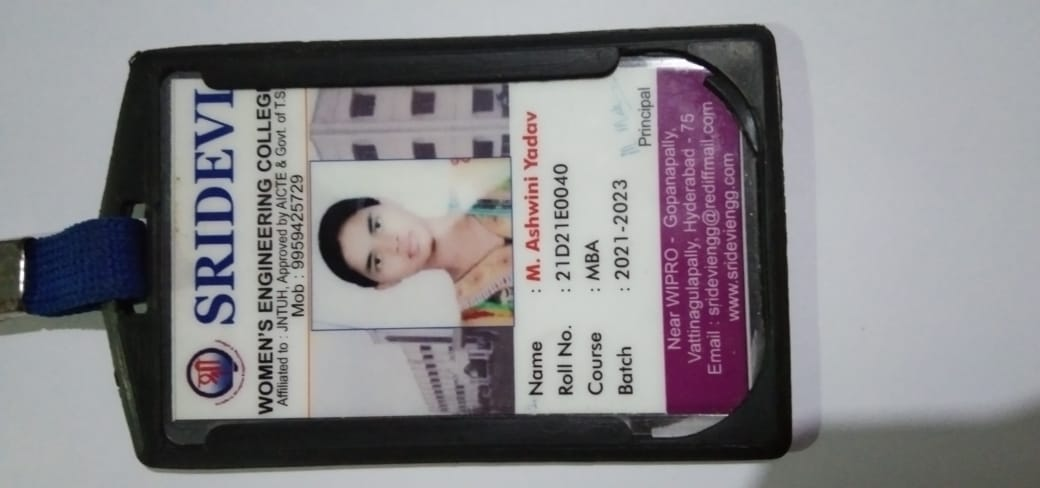 श्री
SRIDEVI
WOMEN'S ENGINEERING COLLEGE
Affiliated to : JNTUH, Approved by AICTE & Govt. of T.S
Mob : 9959425729
Name : M. Ashwini Yadav
Roll No. : 21D21E0040
Course : MBA
Batch : 2021-2023
Principal
Near WIPRO - Gopanapally,
Vattinagulapally, Hyderabad - 75
Email : srideviengg@rediffmail.com
www.srideviengg.com